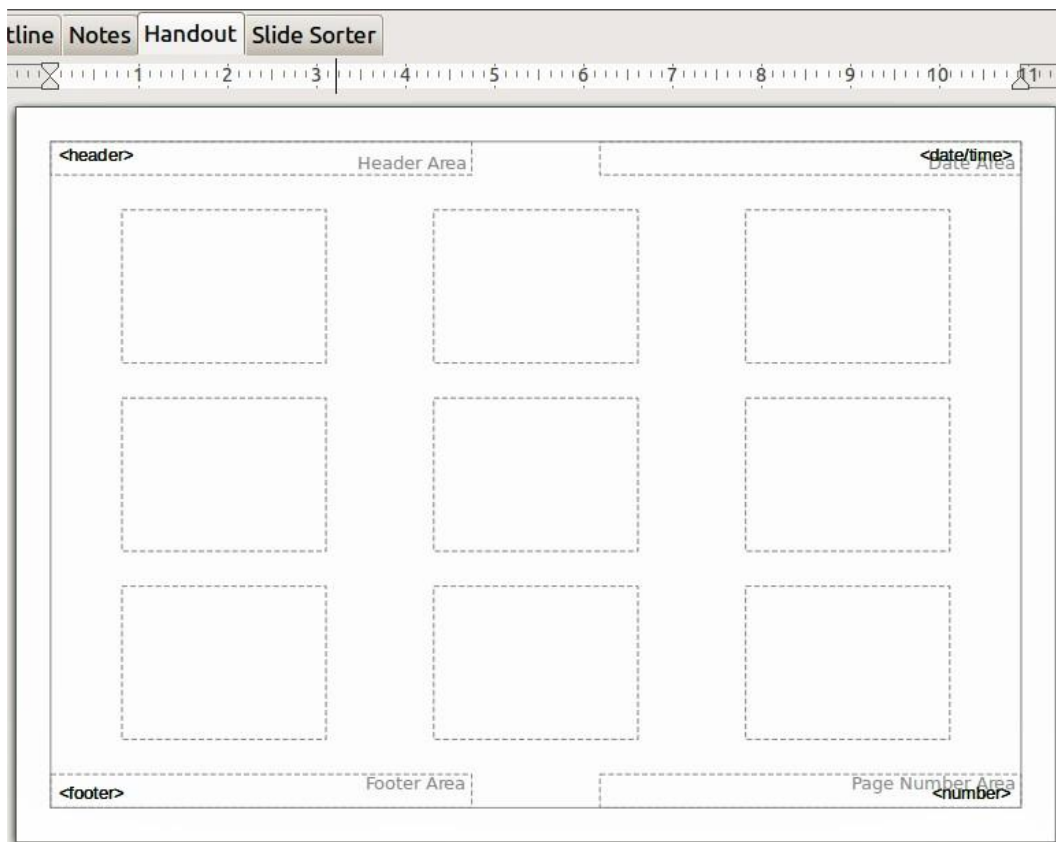 tline Notes Handout Slide Sorter
1 2 3 4 5 6 7 8 9 10 11
<header> Header Area <date/time> Date Area
Footer Area Page Number Area
<footer> <number>